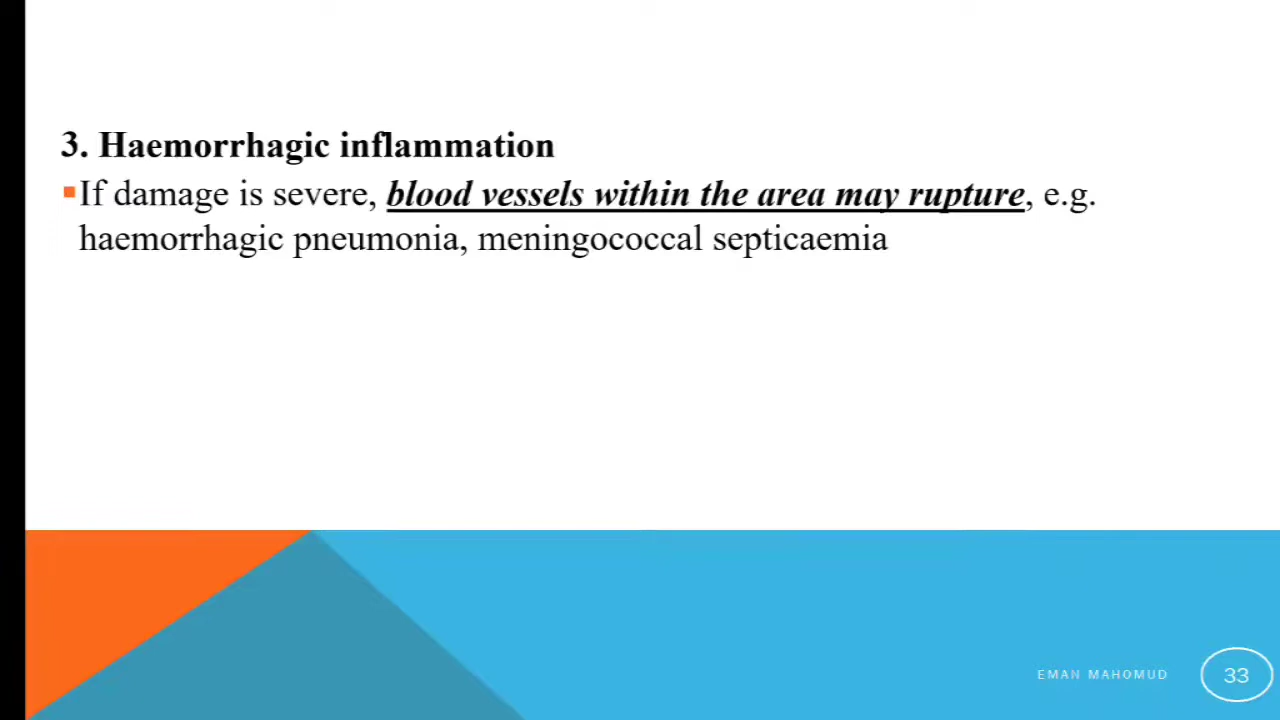 3. Haemorrhagic inflammation
▪If damage is severe, blood vessels within the area may rupture, e.g.
haemorrhagic pneumonia, meningococcal septicaemia
EMAN MAHOMUD
33